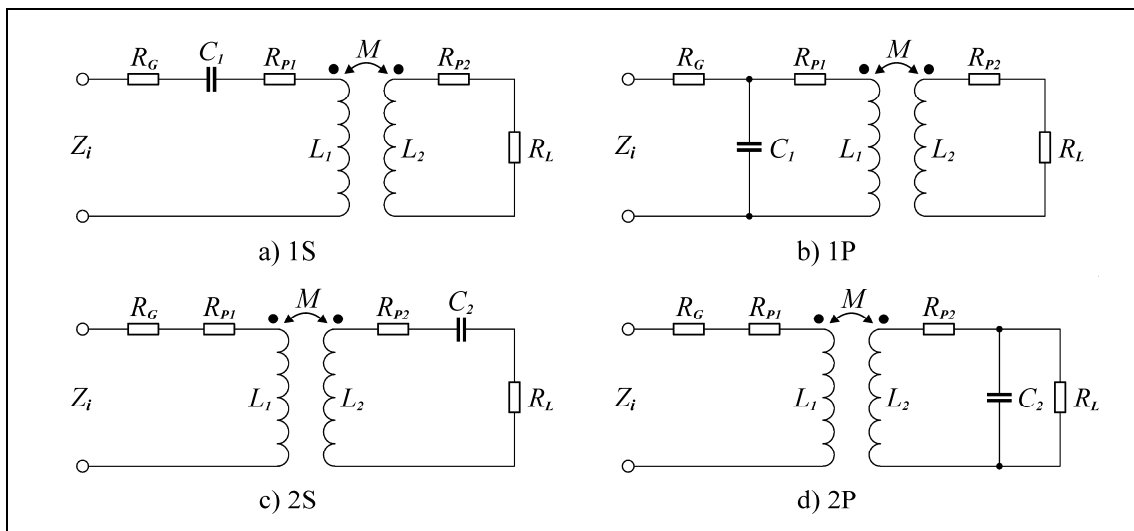 R_G C_1 R_P1 M R_P2
Z_i L_1 L_2 R_L
a) 1S
R_G R_P1 M R_P2
Z_i C_1 L_1 L_2 R_L
b) 1P
R_G R_P1 M R_P2 C_2
Z_i L_1 L_2 R_L
c) 2S
R_G R_P1 M R_P2
Z_i L_1 L_2 C_2 R_L
d) 2P